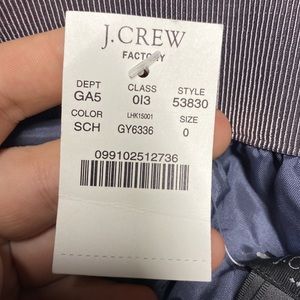 J.CREW
FACTORY
DEPT CLASS STYLE
GA5 0I3 53830
COLOR LHK15001 SIZE
SCH GY6336 0
099102512736